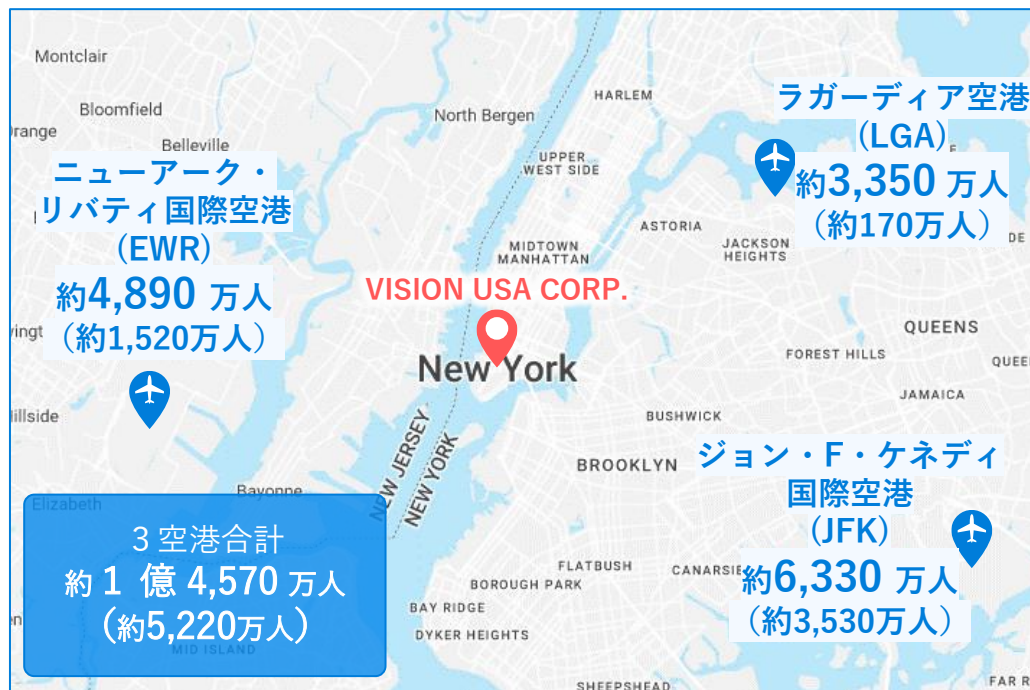 Montclair
Bloomfield
Belleville
North Bergen
HARLEM
UPPER
WEST SIDE
ラガーディア空港
(LGA)
約3,350 万人
（約170万人）
ニューアーク・
リバティ国際空港
(EWR)
約4,890 万人
（約1,520万人）
ASTORIA
JACKSON
HEIGHTS
MIDTOWN
MANHATTAN
VISION USA CORP.
New York
QUEENS
FOREST HILLS
JAMAICA
BUSHWICK
BROOKLYN
NEW JERSEY
NEW YORK
Bayonne
Elizabeth
ジョン・F・ケネディ
国際空港
(JFK)
約6,330 万人
（約3,530万人）
3 空港合計
約 1 億 4,570 万人
(約5,220万人)
MID ISLAND
FLATBUSH
CANARSIE
BOROUGH PARK
BAY RIDGE
DYKER HEIGHTS
SHEEPSHEAD